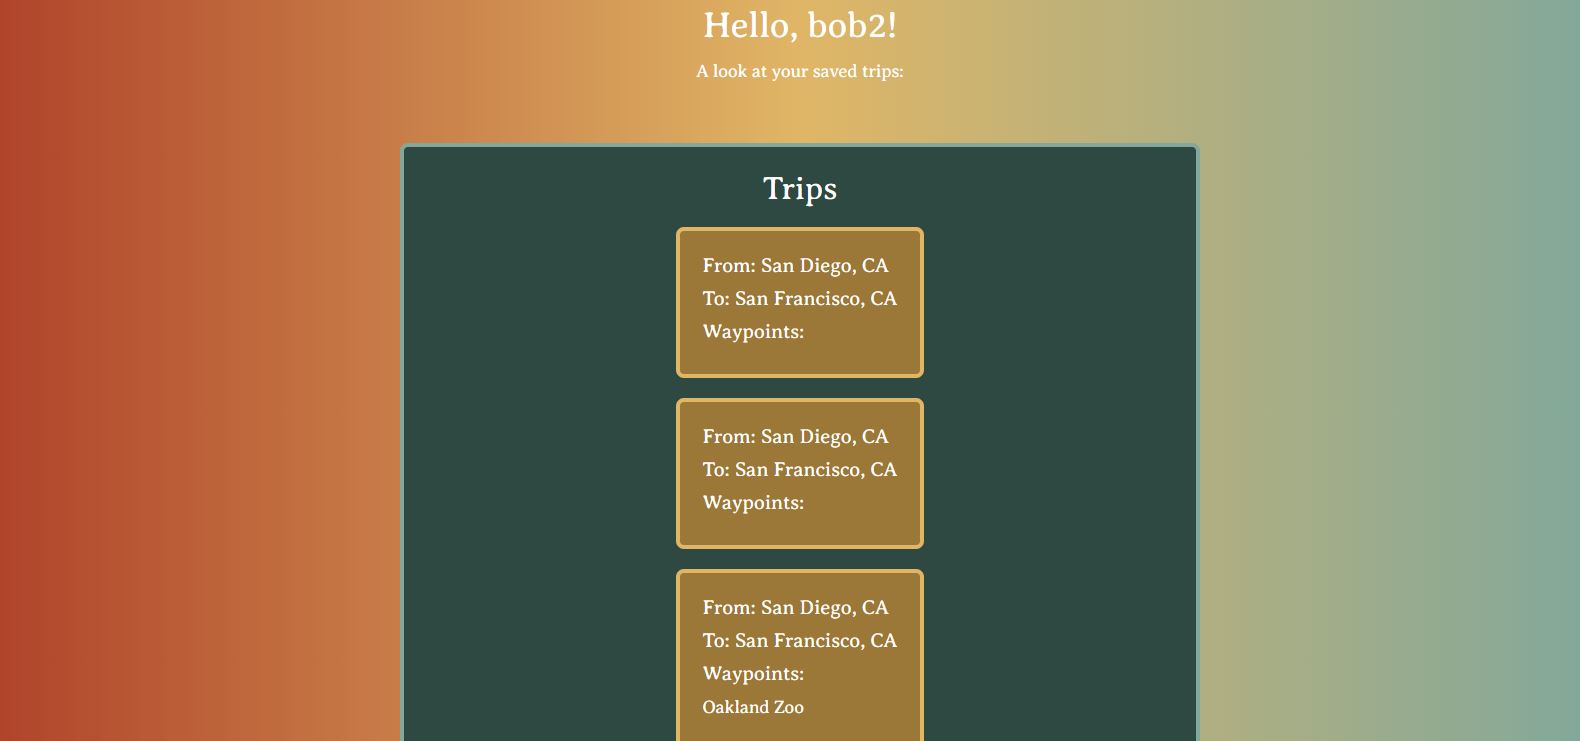 Hello, bob2!
A look at your saved trips:
Trips
From: San Diego, CA
To: San Francisco, CA
Waypoints:
From: San Diego, CA
To: San Francisco, CA
Waypoints:
From: San Diego, CA
To: San Francisco, CA
Waypoints:
Oakland Zoo